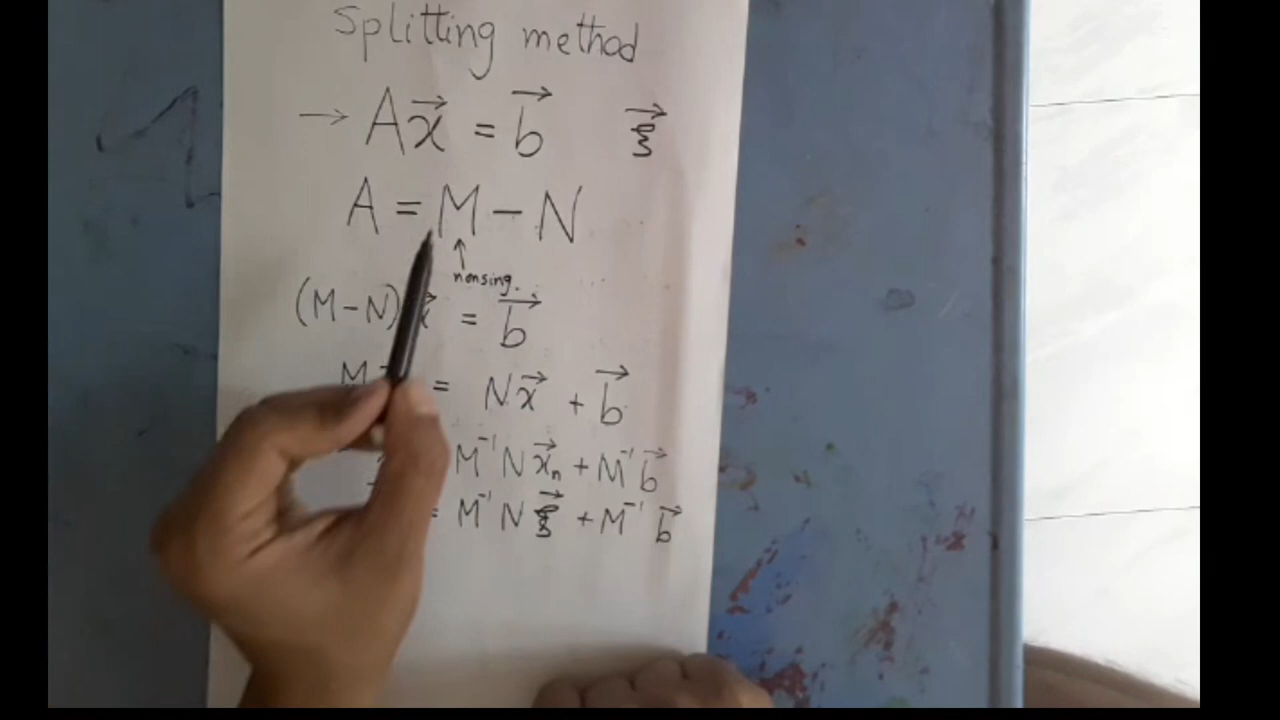 Splitting method
→ Ax⃗ = b⃗ ξ⃗
A = M − N
↑
nonsing.
(M−N) x⃗ = b⃗
M = Nx⃗ + b⃗
M⁻¹Nx⃗ₙ + M⁻¹b⃗
= M⁻¹Nξ⃗ + M⁻¹b⃗